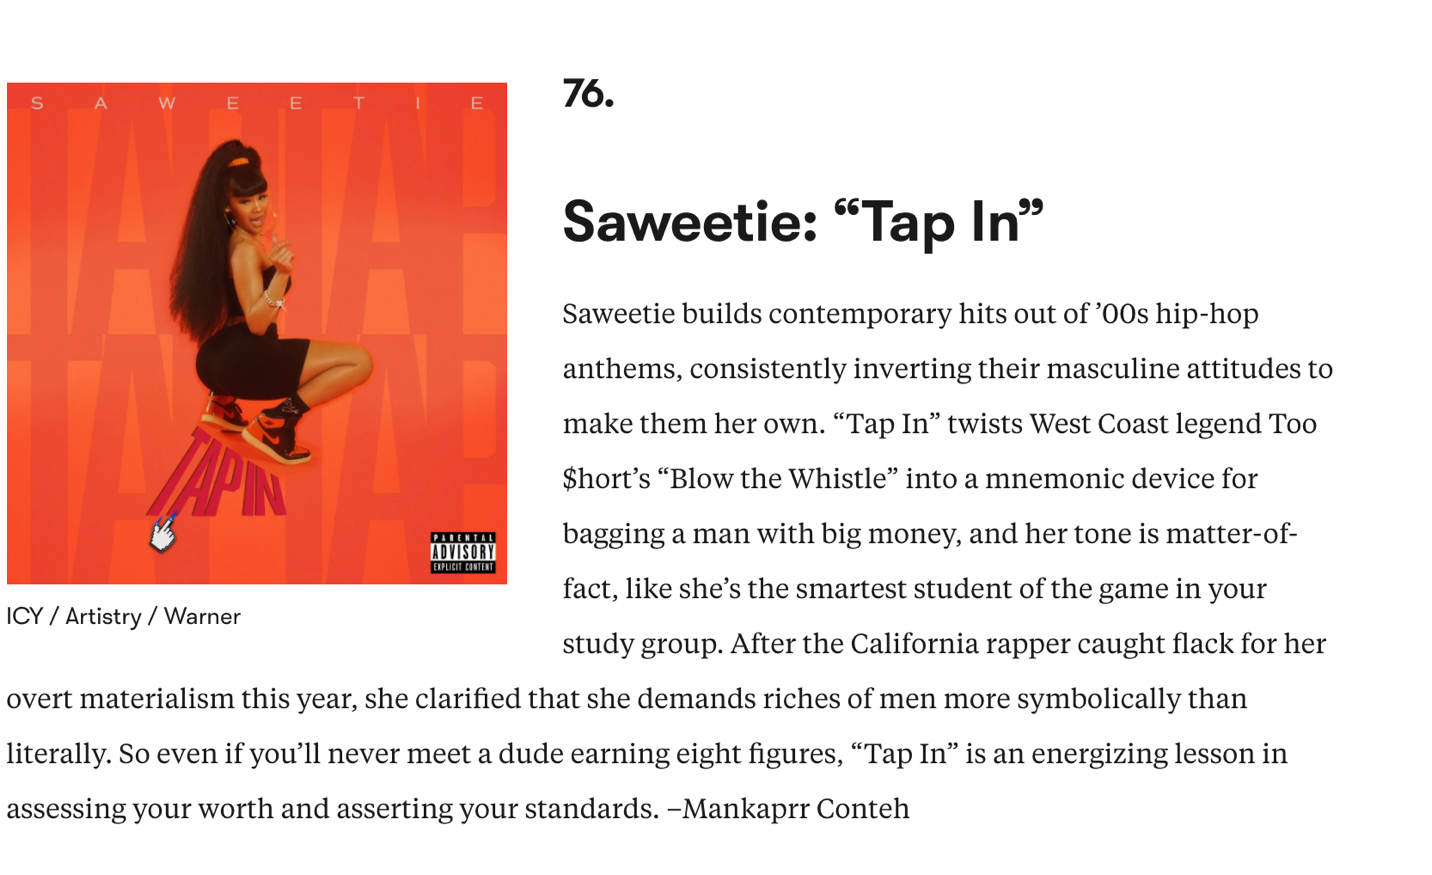 S A W E E T I E
TAP IN
PARENTAL
ADVISORY
EXPLICIT CONTENT
ICY / Artistry / Warner
76.
Saweetie: “Tap In”
Saweetie builds contemporary hits out of ’00s hip-hop
anthems, consistently inverting their masculine attitudes to
make them her own. “Tap In” twists West Coast legend Too
$hort’s “Blow the Whistle” into a mnemonic device for
bagging a man with big money, and her tone is matter-of-
fact, like she’s the smartest student of the game in your
study group. After the California rapper caught flack for her
overt materialism this year, she clarified that she demands riches of men more symbolically than
literally. So even if you’ll never meet a dude earning eight figures, “Tap In” is an energizing lesson in
assessing your worth and asserting your standards. –Mankaprr Conteh